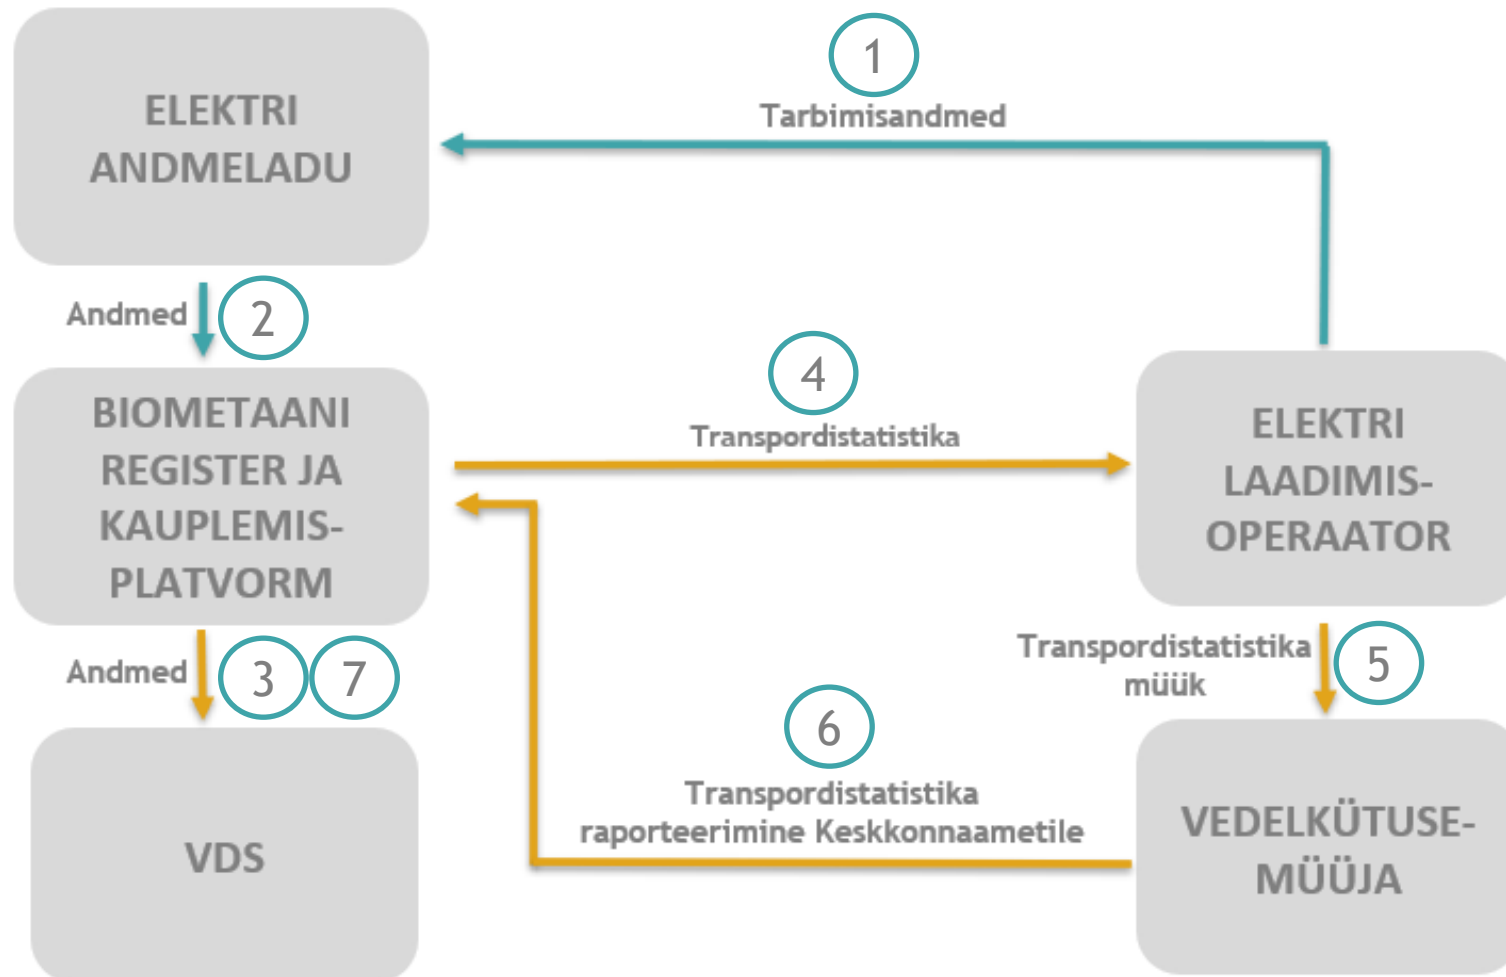 1
Tarbimisandmed
ELEKTRI
ANDMELADU
Andmed
2
4
Transpordistatistika
BIOMETAANI
REGISTER JA
KAUPLEMIS-
PLATVORM
ELEKTRI
LAADIMIS-
OPERAATOR
Andmed
3
7
Transpordistatistika
müük
5
6
Transpordistatistika
raporteerimine Keskkonnaametile
VDS
VEDELKÜTUSE-
MÜÜJA